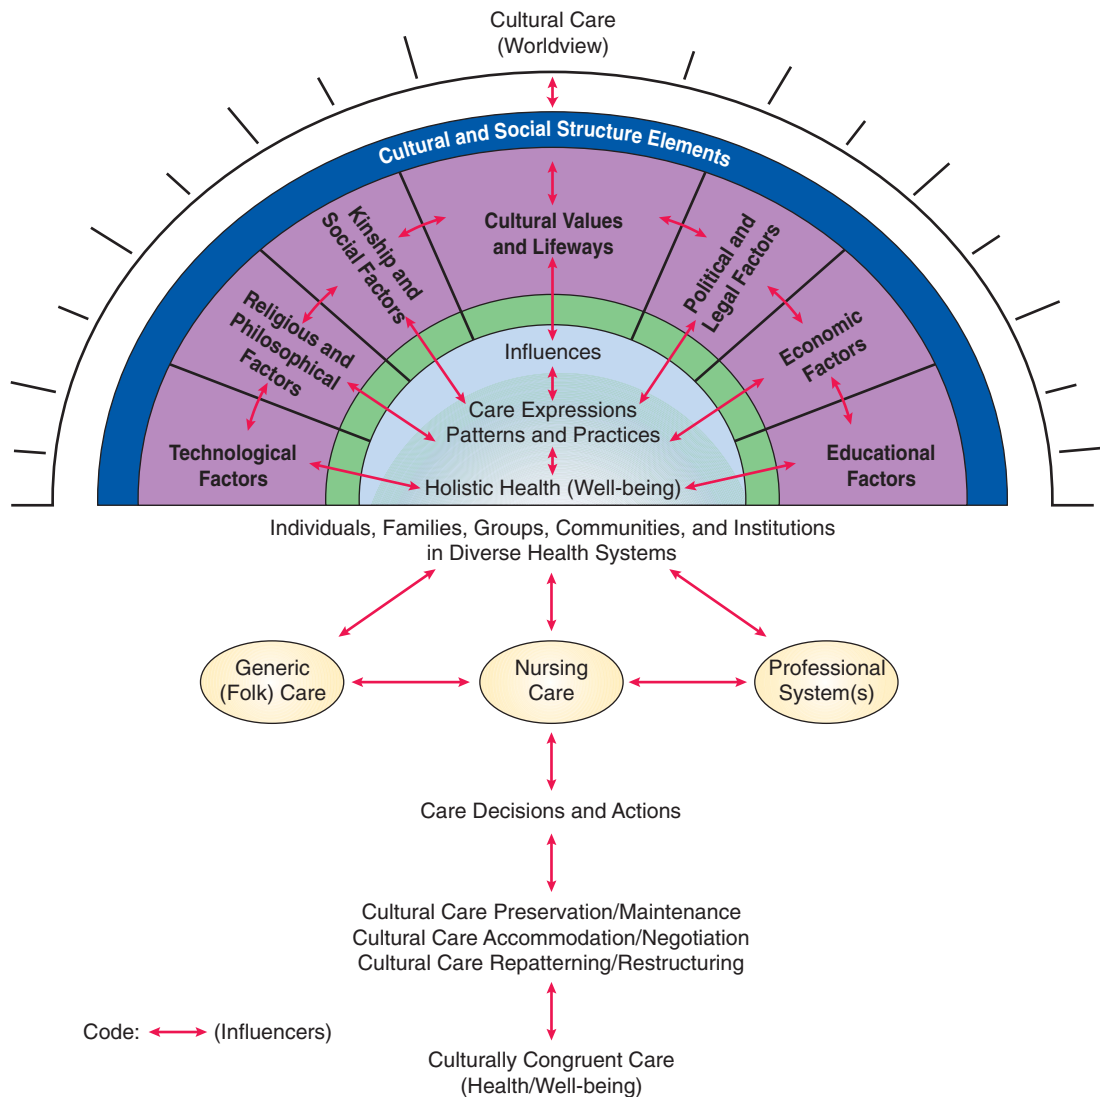 Cultural Care
(Worldview)
Cultural and Social Structure Elements
Kinship and
Social Factors
Cultural Values
and Lifeways
Political and
Legal Factors
Religious and
Philosophical
Factors
Economic
Factors
Technological
Factors
Educational
Factors
Influences
Care Expressions
Patterns and Practices
Holistic Health (Well-being)
Individuals, Families, Groups, Communities, and Institutions
in Diverse Health Systems
Generic
(Folk) Care
Nursing
Care
Professional
System(s)
Care Decisions and Actions
Cultural Care Preservation/Maintenance
Cultural Care Accommodation/Negotiation
Cultural Care Repatterning/Restructuring
Code: (Influencers)
Culturally Congruent Care
(Health/Well-being)